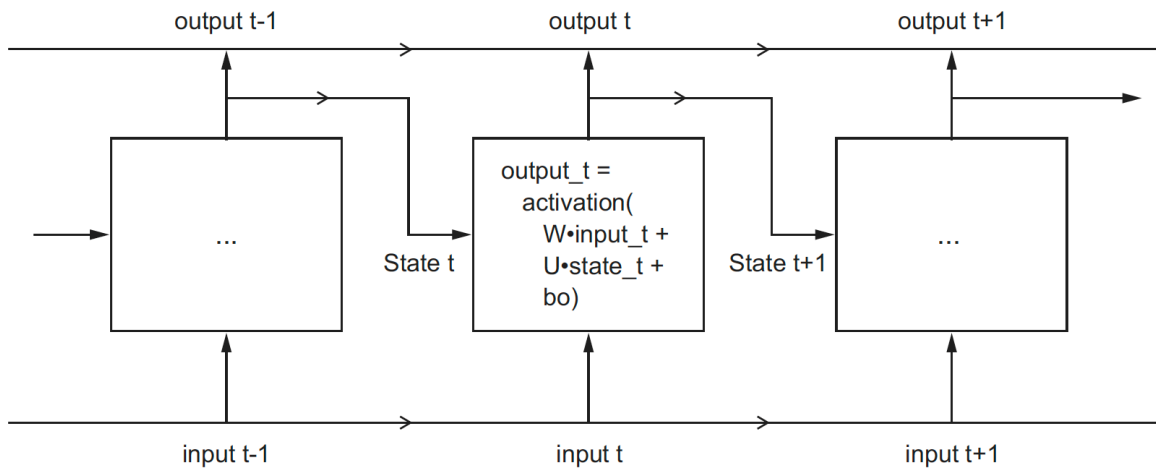 output t-1
output t
output t+1
...
output_t =
activation(
W•input_t +
U•state_t +
bo)
...
State t
State t+1
input t-1
input t
input t+1